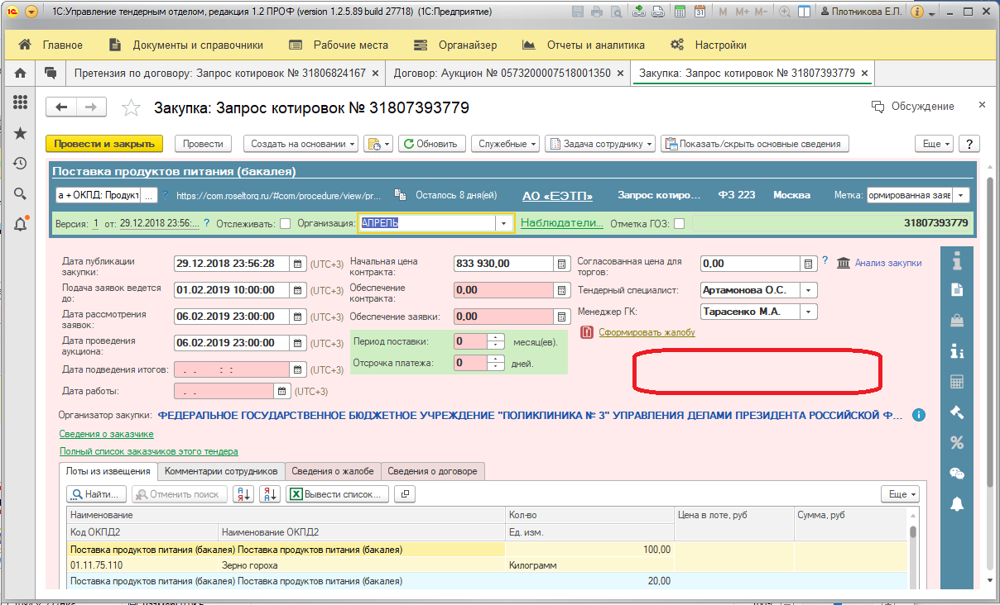 1С:Управление тендерным отделом, редакция 1.2 ПРОФ (version 1.2.5.89 build 27718) (1С:Предприятие)
M M+ M- Плотникова Е.Л.
Главное Документы и справочники Рабочие места Органайзер Отчеты и аналитика Настройки
Претензия по договору: Запрос котировок № 31806824167 × Договор: Аукцион № 0573200007518001350 × Закупка: Запрос котировок № 31807393779 ×
Закупка: Запрос котировок № 31807393779 Обсуждение ×
Провести и закрыть Провести Создать на основании Обновить Служебные Задача сотруднику Показать/скрыть основные сведения Еще ?
Поставка продуктов питания (бакалея)
а + ОКПД: Продукт ... ? https://com.roseltorg.ru/#com/procedure/view/pr... Осталось 8 дня(ей) АО «ЕЭТП» Запрос котиро... ФЗ 223 Москва Метка: ормированная заяв
Версия: 1 от: 29.12.2018 23:56:... ? Отслеживать: Организация: АПРЕЛЬ Наблюдатели... Отметка ГОЗ: 31807393779
Дата публикации закупки: 29.12.2018 23:56:28 (UTC+3) Начальная цена контракта: 833 930,00 Согласованная цена для торгов: 0,00 ? Анализ закупки
Подача заявок ведется до: 01.02.2019 10:00:00 (UTC+3) Обеспечение контракта: 0,00 Тендерный специалист: Артамонова О.С.
Дата рассмотрения заявок: 06.02.2019 23:00:00 (UTC+3) Обеспечение заявки: 0,00 Менеджер ГК: Тарасенко М.А.
Сформировать жалобу
Дата проведения аукциона: 06.02.2019 23:00:00 (UTC+3) Период поставки: 0 месяц(ев).
Дата подведения итогов: . . : : (UTC+3) Отсрочка платежа: 0 дней.
Дата работы: . . (UTC+3)
Организатор закупки: ФЕДЕРАЛЬНОЕ ГОСУДАРСТВЕННОЕ БЮДЖЕТНОЕ УЧРЕЖДЕНИЕ "ПОЛИКЛИНИКА № 3" УПРАВЛЕНИЯ ДЕЛАМИ ПРЕЗИДЕНТА РОССИЙСКОЙ Ф...
Сведения о заказчике
Полный список заказчиков этого тендера
Лоты из извещения Комментарии сотрудников Сведения о жалобе Сведения о договоре
Найти... Отменить поиск Вывести список... Еще
Наименование Кол-во Цена в лоте, руб Сумма, руб
Код ОКПД2 Наименование ОКПД2 Ед. изм.
Поставка продуктов питания (бакалея) Поставка продуктов питания (бакалея) 100,00
01.11.75.110 Зерно гороха Килограмм
Поставка продуктов питания (бакалея) Поставка продуктов питания (бакалея) 20,00